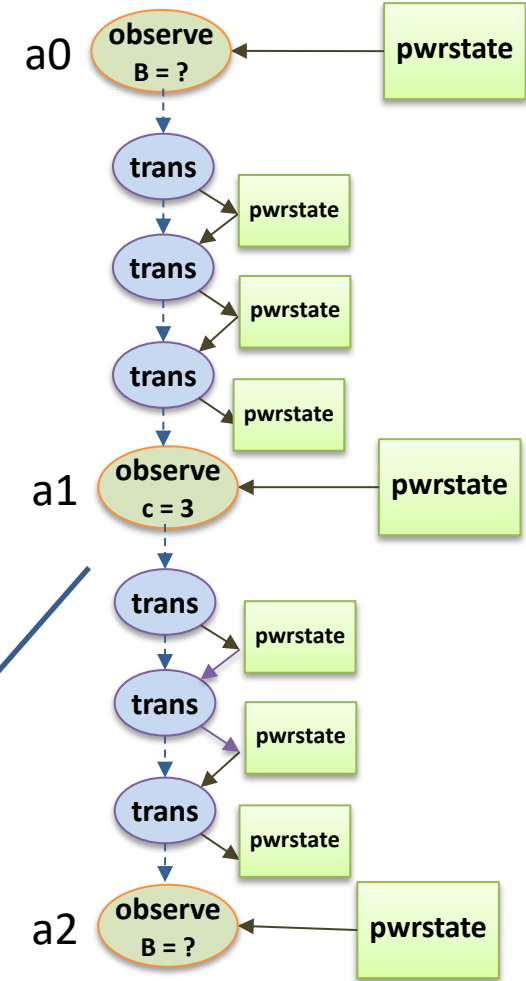 a0
observe
B = ?
pwrstate
trans
pwrstate
trans
pwrstate
trans
pwrstate
a1
observe
c = 3
pwrstate
trans
pwrstate
trans
pwrstate
trans
pwrstate
a2
observe
B = ?
pwrstate